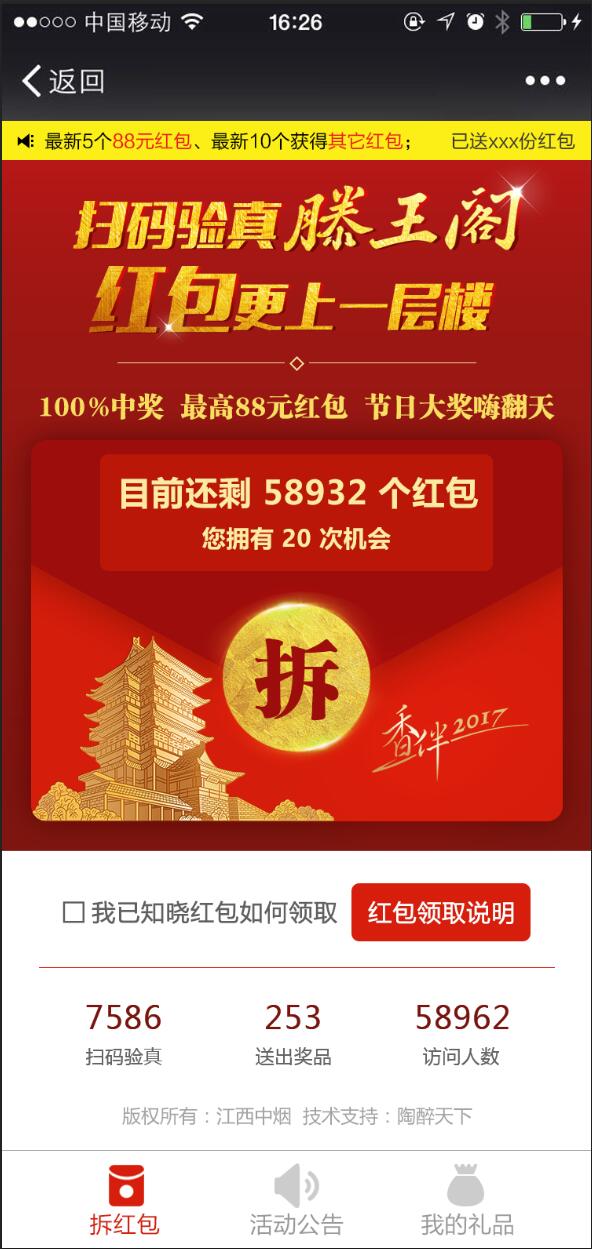 中国移动 16:26
返回
最新5个88元红包、最新10个获得其它红包； 已送xxx份红包
扫码验真滕王阁
红包更上一层楼
100%中奖 最高88元红包 节日大奖嗨翻天
目前还剩 58932 个红包
您拥有 20 次机会
拆
香伴2017
我已知晓红包如何领取 红包领取说明
7586 253 58962
扫码验真 送出奖品 访问人数
版权所有：江西中烟 技术支持：陶醉天下
拆红包 活动公告 我的礼品